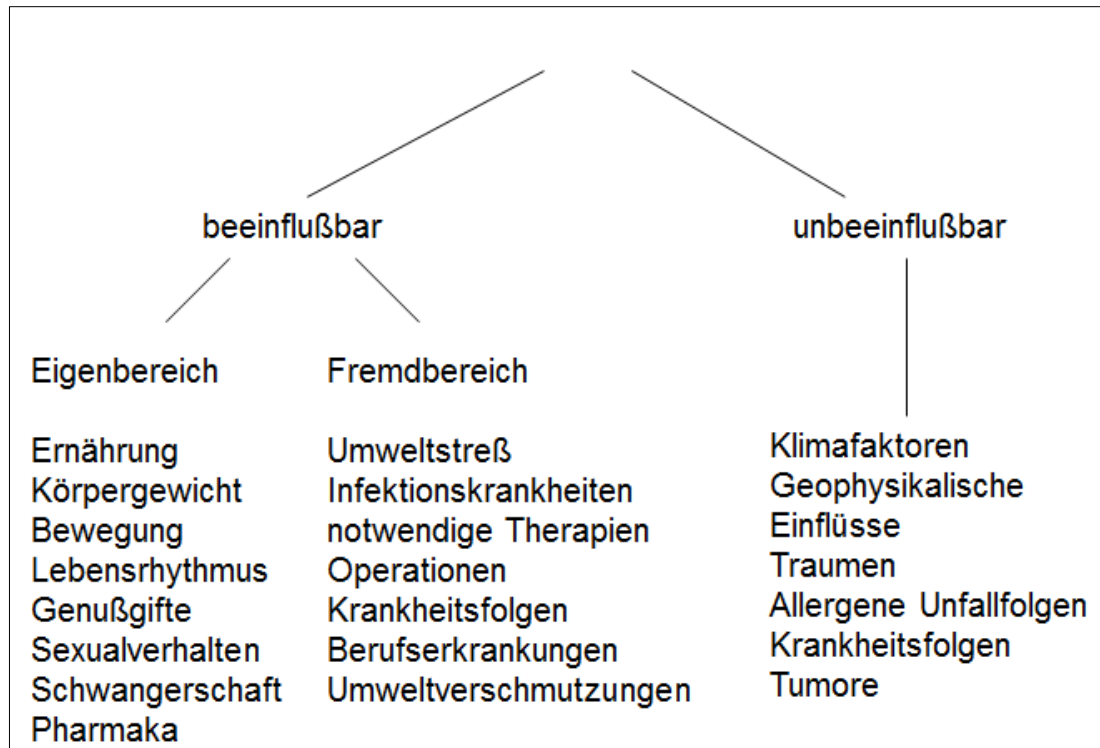 beeinflußbar
unbeeinflußbar
Eigenbereich
Ernährung
Körpergewicht
Bewegung
Lebensrhythmus
Genußgifte
Sexualverhalten
Schwangerschaft
Pharmaka
Fremdbereich
Umweltstreß
Infektionskrankheiten
notwendige Therapien
Operationen
Krankheitsfolgen
Berufserkrankungen
Umweltverschmutzungen
Klimafaktoren
Geophysikalische
Einflüsse
Traumen
Allergene Unfallfolgen
Krankheitsfolgen
Tumore